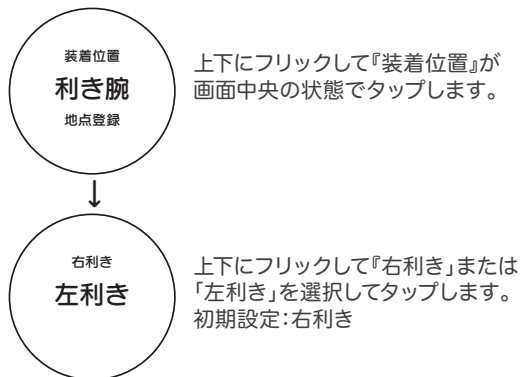 装着位置
利き腕
地点登録
上下にフリックして『装着位置』が
画面中央の状態でタップします。
↓
右利き
左利き
上下にフリックして『右利き」または
「左利き」を選択してタップします。
初期設定:右利き